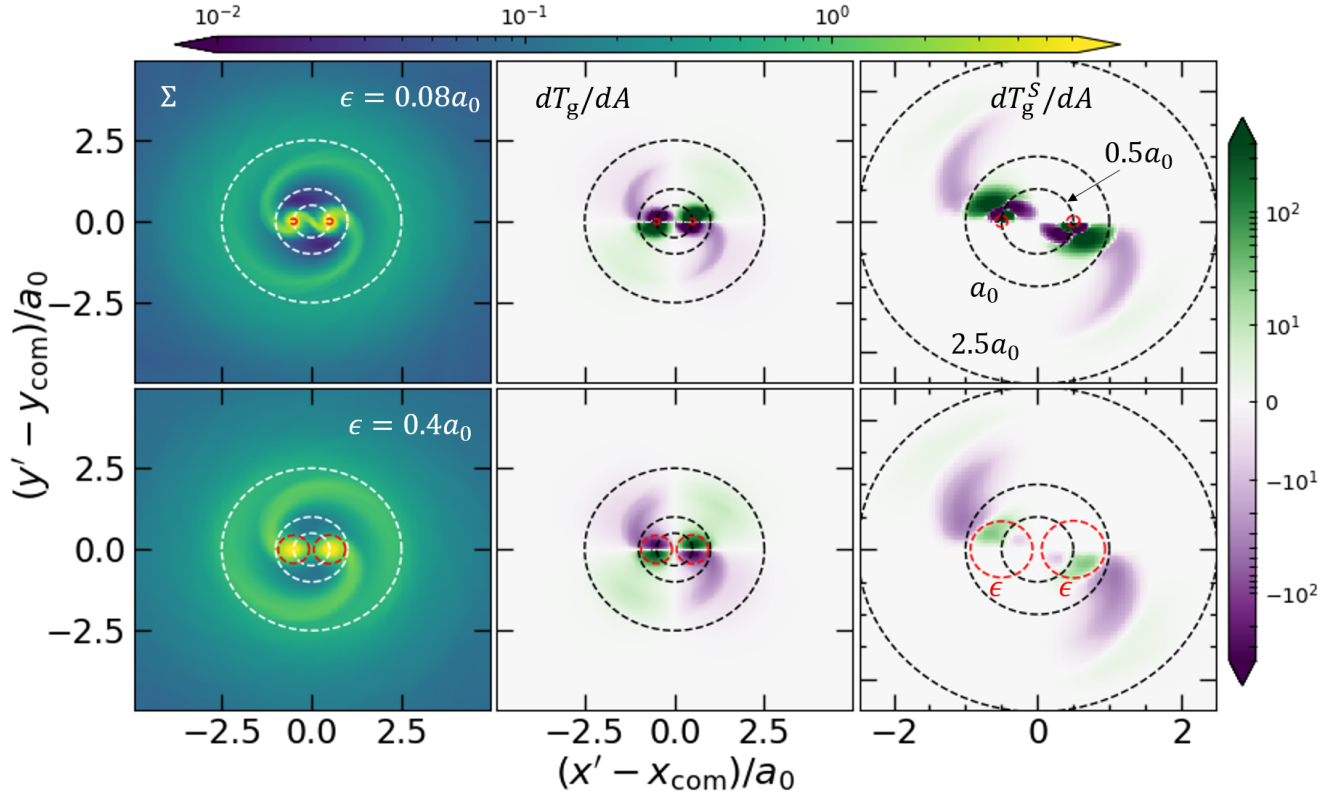 10⁻² 10⁻¹ 10⁰
Σ ϵ = 0.08a₀ dT_g/dA dT_g^S/dA
0.5a₀
a₀
2.5a₀
2.5
0.0
−2.5
ϵ = 0.4a₀
ϵ ϵ
2.5
0.0
−2.5
(y′ − y_com)/a₀
−2.5 0.0 2.5 −2.5 0.0 2.5 −2 0 2
(x′ − x_com)/a₀
10²
10¹
0
−10¹
−10²